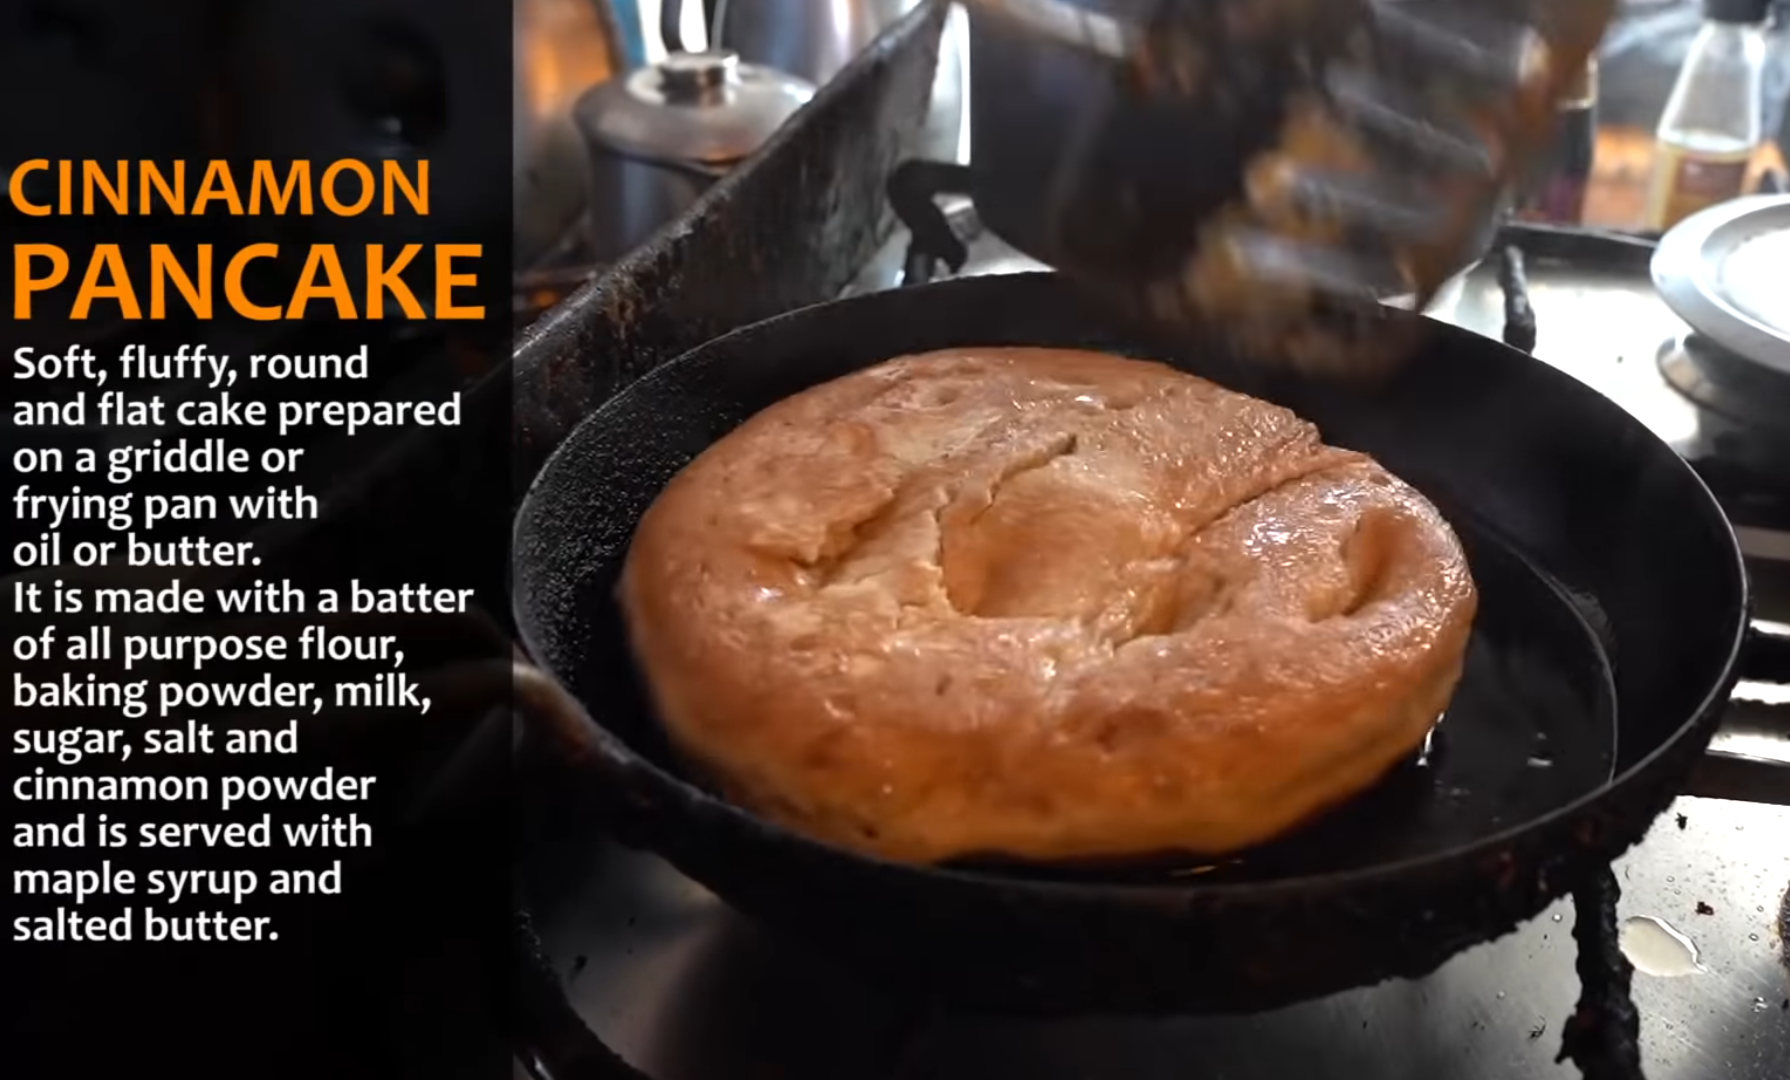 CINNAMON
PANCAKE
Soft, fluffy, round
and flat cake prepared
on a griddle or
frying pan with
oil or butter.
It is made with a batter
of all purpose flour,
baking powder, milk,
sugar, salt and
cinnamon powder
and is served with
maple syrup and
salted butter.